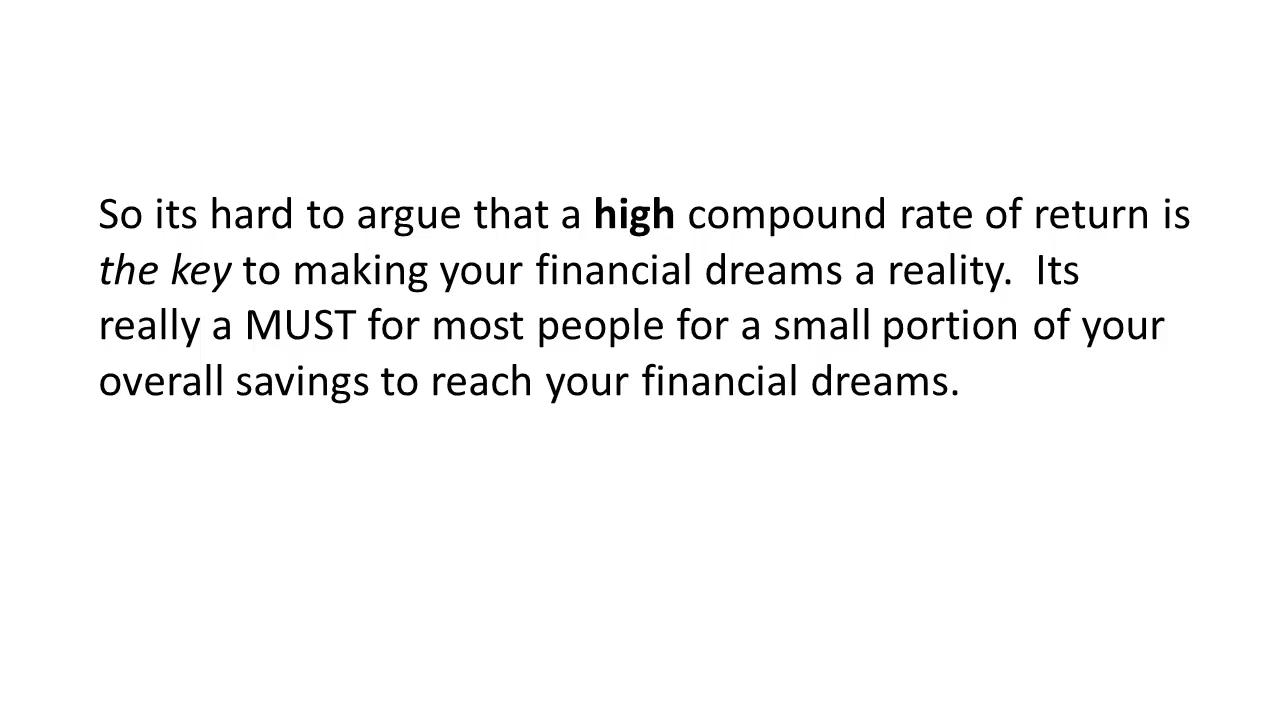 So its hard to argue that a high compound rate of return is
the key to making your financial dreams a reality.  Its
really a MUST for most people for a small portion of your
overall savings to reach your financial dreams.